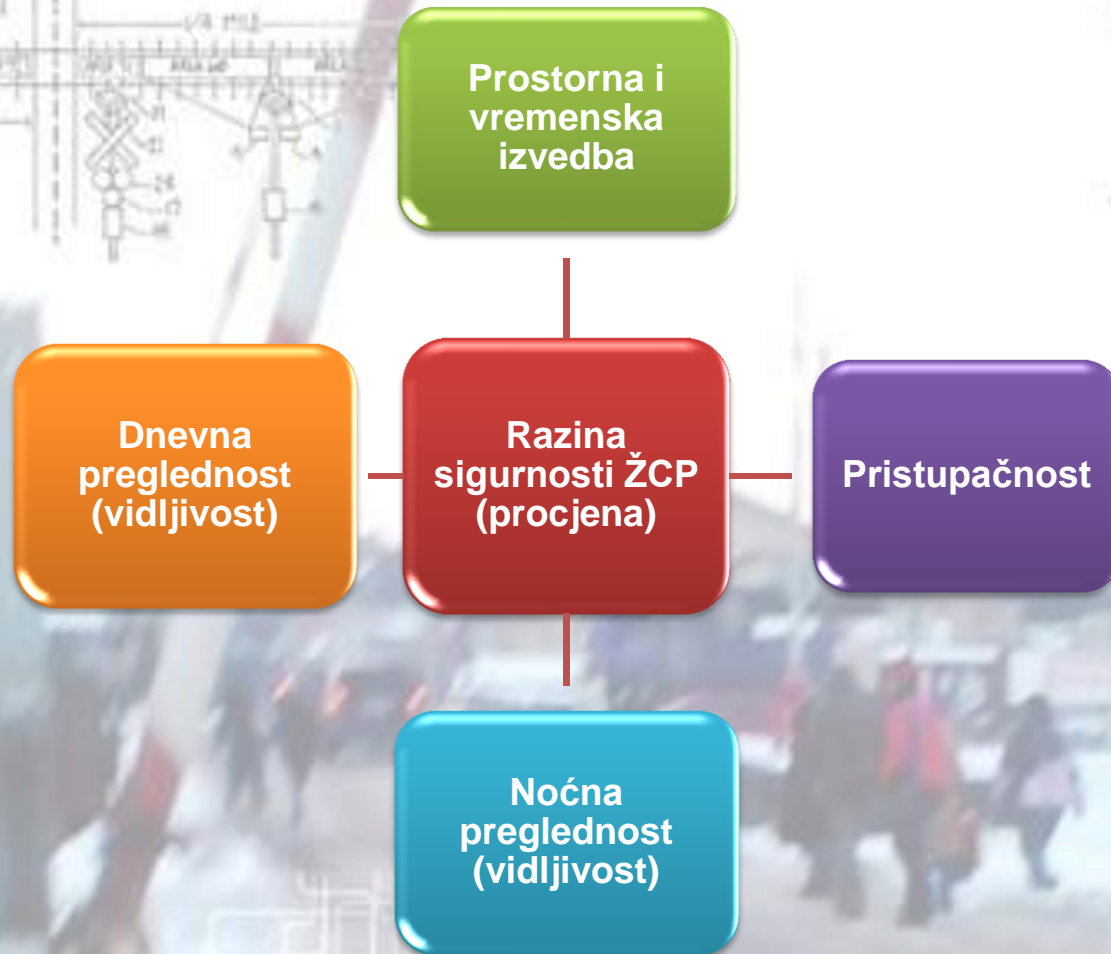 Prostorna i
vremenska
izvedba
Dnevna
preglednost
(vidljivost)
Razina
sigurnosti ŽCP
(procjena)
Pristupačnost
Noćna
preglednost
(vidljivost)